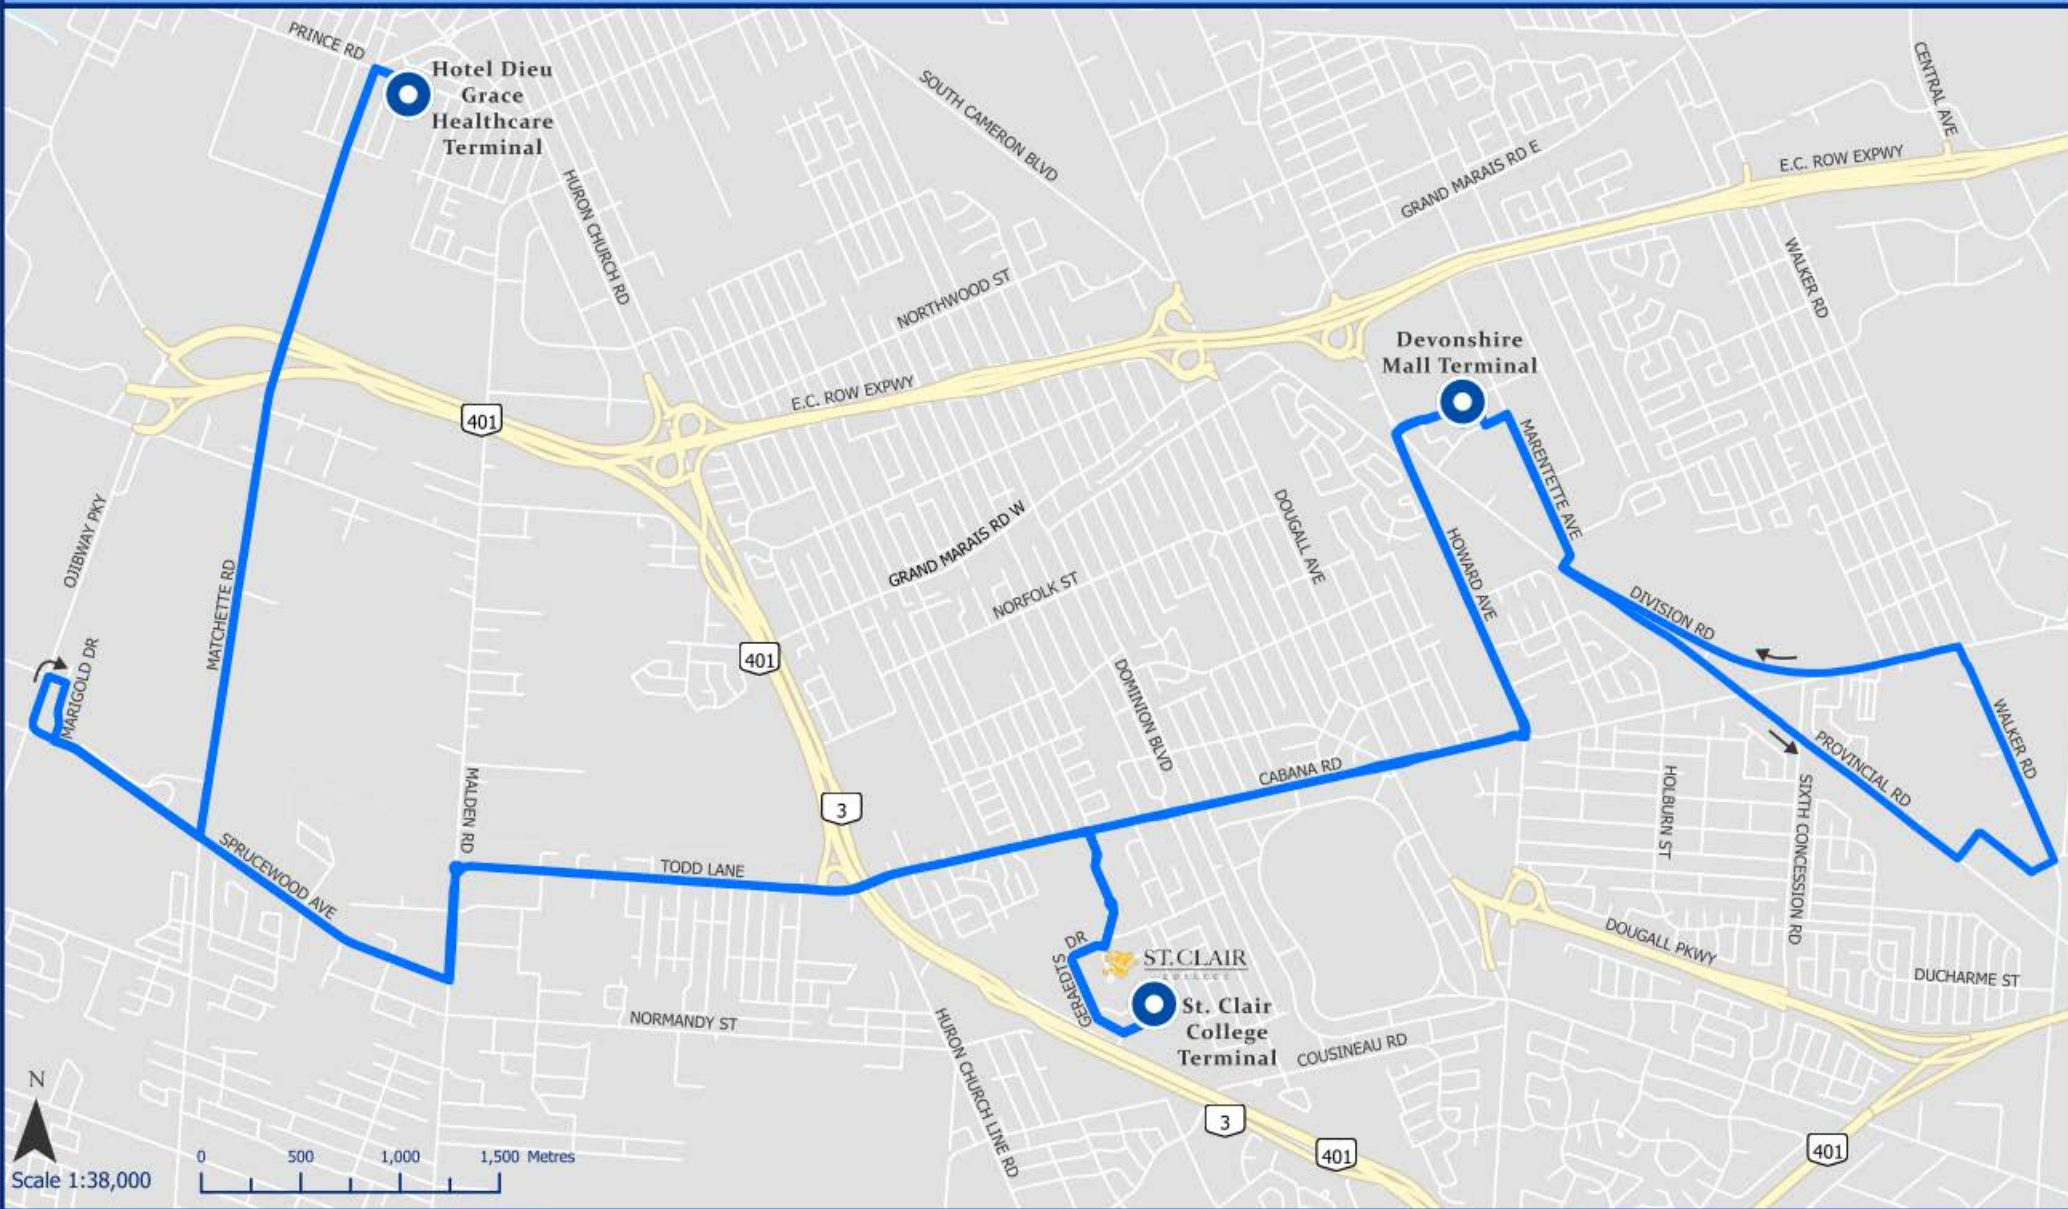 PRINCE RD
Hotel Dieu
Grace
Healthcare
Terminal
SOUTH CAMERON BLVD
CENTRAL AVE
E.C. ROW EXPWY
GRAND MARAIS RD E
HURON CHURCH RD
WALKER RD
NORTHWOOD ST
Devonshire
Mall Terminal
E.C. ROW EXPWY
401
MARENTETTE AVE
OJIBWAY PKY
GRAND MARAIS RD W
DOUGALL AVE
HOWARD AVE
NORFOLK ST
MATCHETTE RD
DIVISION RD
MARIGOLD DR
401
DOMINION BLVD
WALKER RD
CABANA RD
PROVINCIAL RD
MALDEN RD
3
HOLBURN ST
SIXTH CONCESSION RD
SPRUCEWOOD AVE
TODD LANE
GERAEDTS DR
ST. CLAIR
COLLEGE
DOUGALL PKWY
DUCHARME ST
St. Clair
College
Terminal
NORMANDY ST
HURON CHURCH LINE RD
COUSINEAU RD
N
3
401
401
0 500 1,000 1,500 Metres
Scale 1:38,000